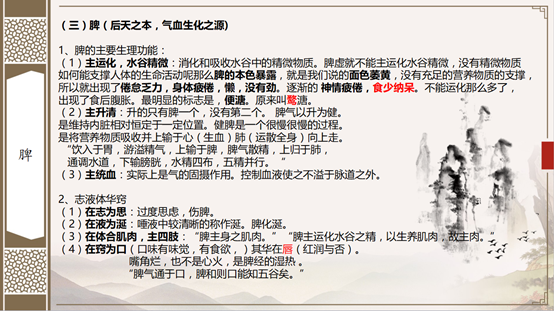 （三）脾（后天之本，气血生化之源)
1、脾的主要生理功能：
（1）主运化，水谷精微：消化和吸收水谷中的精微物质。脾虚就不能主运化水谷精微，没有精微物质
如何能支撑人体的生命活动呢那么脾的本色暴露，就是我们说的面色萎黄，没有充足的营养物质的支撑，
所以就出现了倦怠乏力，身体疲倦，懒，没有劲。逐渐的 神情疲倦，食少纳呆。不能运化那么多了，
出现了食后腹胀。最明显的标志是，便溏。原来叫鹜溏。
（2）主升清：升的只有脾一个，没有第二个。 脾气以升为健。
是维持内脏相对恒定于一定位置。健脾是一个很慢很慢的过程。
是将营养物质吸收并上输于心（生血）肺（运散全身）向上走。
“饮入于胃，游溢精气，上输于脾，脾气散精，上归于肺，
通调水道，下输膀胱，水精四布，五精并行。 “
（3）主统血：实际上是气的固摄作用。控制血液使之不溢于脉道之外。
脾
2、志液体华窍
（1）在志为思：过度思虑，伤脾。
（2）在液为涎：唾液中较清晰的称作涎。脾化涎。
（3）在体合肌肉，主四肢：“脾主身之肌肉。” “脾主运化水谷之精，以生养肌肉，故主肉。”
（4）在窍为口（口味有味觉，有食欲，）其华在唇（红润与否）。
嘴角烂，也不是心火，是脾经的湿热 。
“脾气通于口，脾和则口能知五谷矣。”